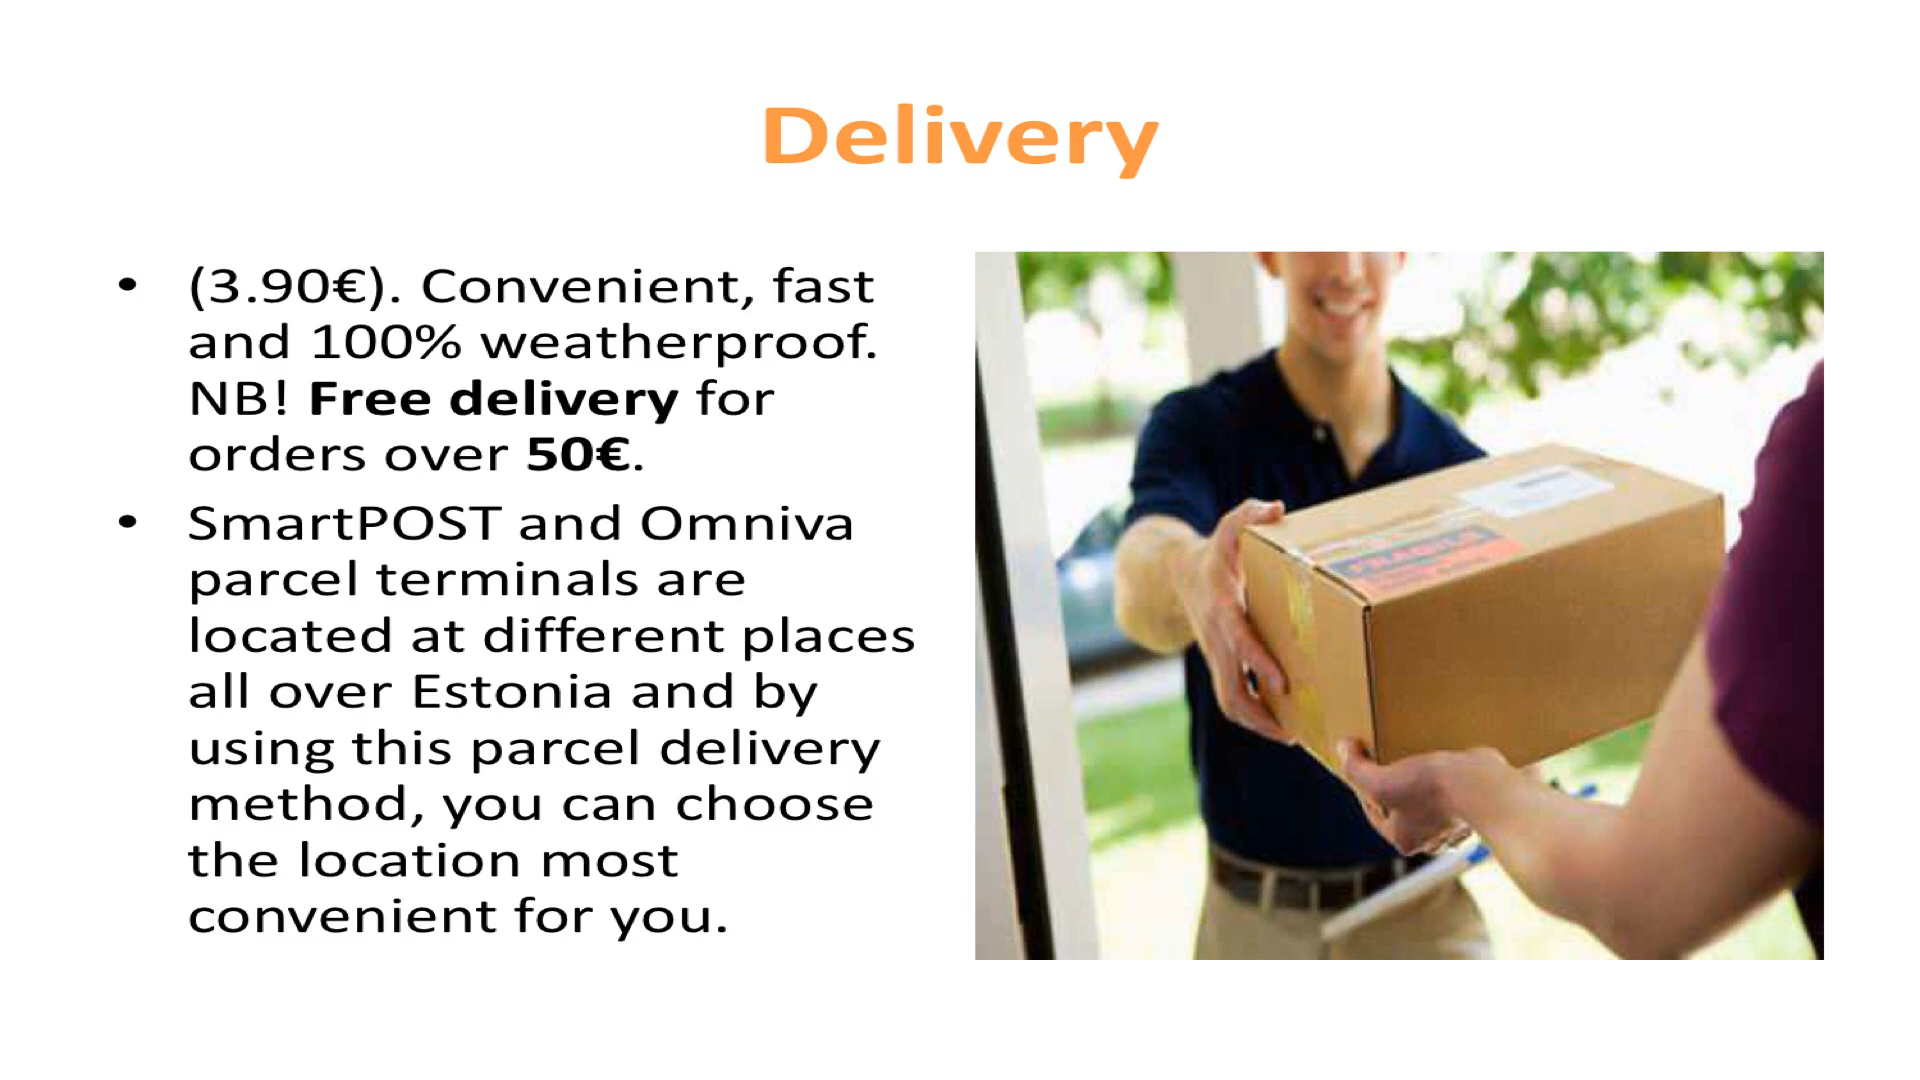 Delivery
• (3.90€). Convenient, fast
and 100% weatherproof.
NB! Free delivery for
orders over 50€.
• SmartPOST and Omniva
parcel terminals are
located at different places
all over Estonia and by
using this parcel delivery
method, you can choose
the location most
convenient for you.
FRAGILE